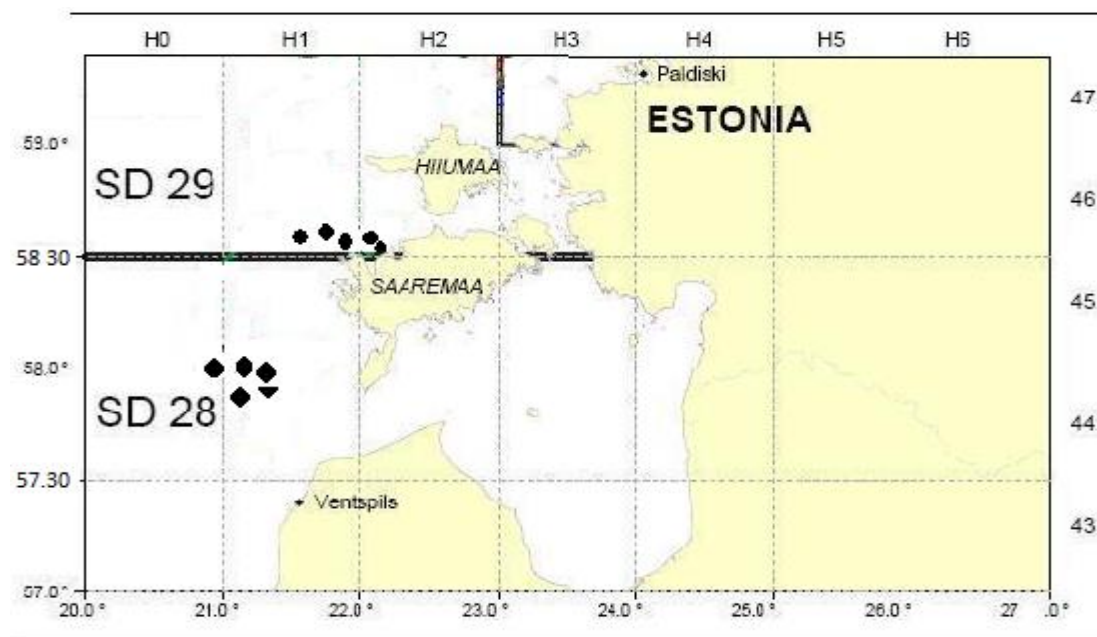 H0 H1 H2 H3 H4 H5 H6
Paldiski
47
ESTONIA
59.0°
HIIUMAA
SD 29
46
58 30
SAAREMAA
45
58.0°
SD 28
44
57.30
Ventspils
43
57.0°
20.0° 21.0° 22.0° 23.0° 24.0° 25.0° 26.0° 27 .0°